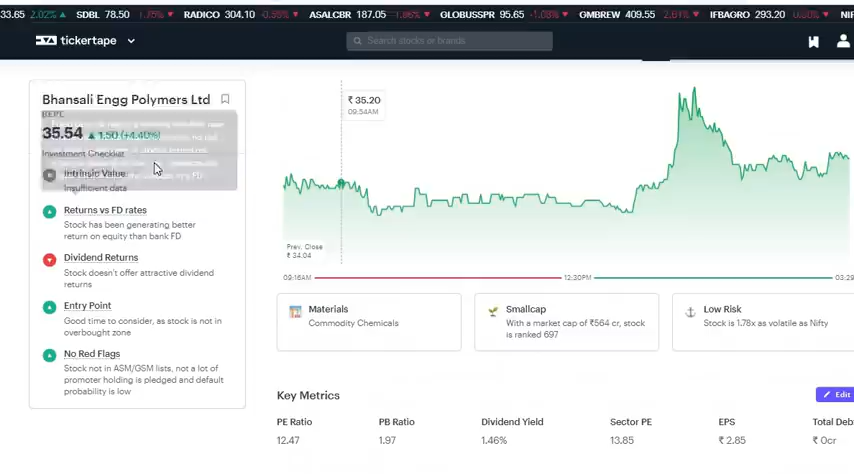 33.65 2.02% ▲ SDBL 78.50 1.75% ▼ RADICO 304.10 0.55% ▼ ASALCBR 187.05 -1.86% ▼ GLOBUSSPR 95.65 -1.03% ▼ GMBREW 409.55 2.61% ▼ IFBAGRO 293.20 ▼ NIF
tickertape
Search stocks or brands
Bhansali Engg Polymers Ltd
BEPL
35.54 ▲ 1.50 (+4.40%)
Investment Checklist
Intrinsic Value
Insufficient data
Returns vs FD rates
Stock has been generating better
return on equity than bank FD
Dividend Returns
Stock doesn't offer attractive dividend
returns
Entry Point
Good time to consider, as stock is not in
overbought zone
No Red Flags
Stock not in ASM/GSM lists, not a lot of
promoter holding is pledged and default
probability is low
₹ 35.20
09:54AM
Prev. Close
₹ 34.04
09:16AM 12:30PM 03:29
Materials
Commodity Chemicals
Smallcap
With a market cap of ₹564 cr, stock
is ranked 697
Low Risk
Stock is 1.78x as volatile as Nifty
Key Metrics
Edit
PE Ratio PB Ratio Dividend Yield Sector PE EPS Total Deb
12.47 1.97 1.46% 13.85 ₹ 2.85 ₹ 0cr